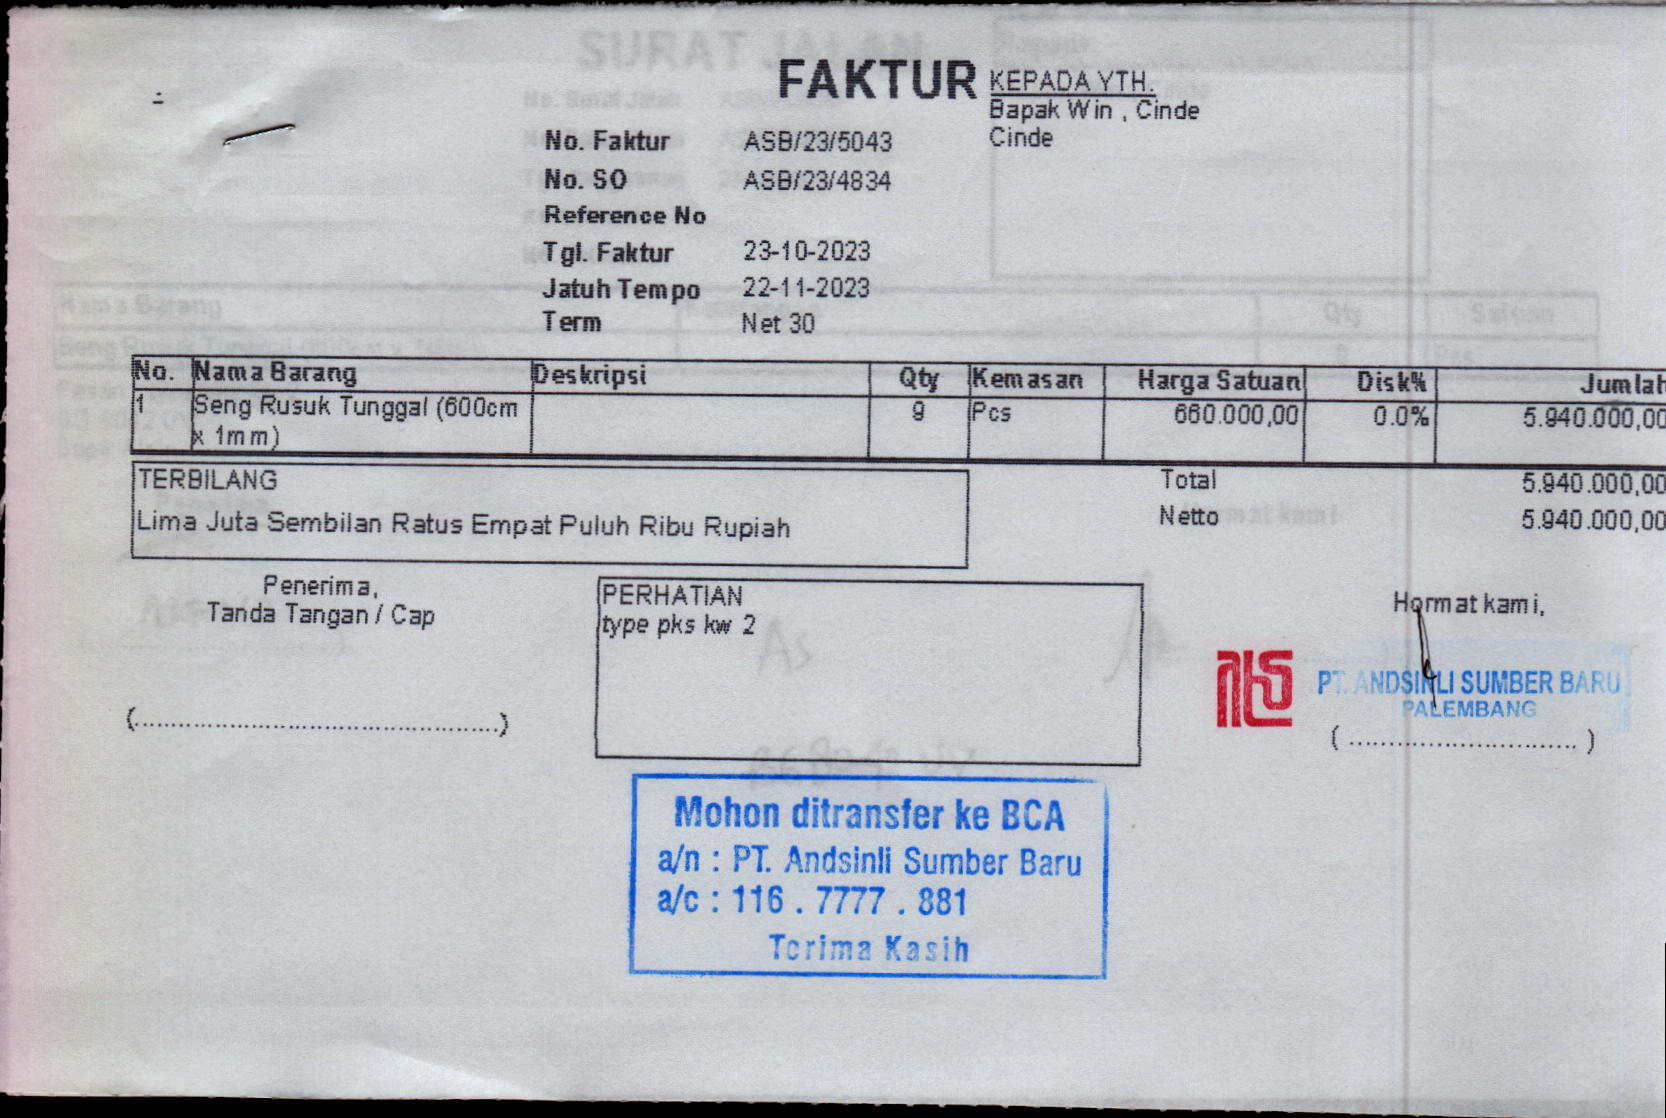 FAKTUR
KEPADA YTH.
Bapak Win , Cinde
Cinde
No. Faktur ASB/23/5043
No. SO ASB/23/4834
Reference No
Tgl. Faktur 23-10-2023
Jatuh Tempo 22-11-2023
Term Net 30
No. Nama Barang Deskripsi Qty Kemasan Harga Satuan Disk% Jumlah
1 Seng Rusuk Tunggal (600cm 9 Pcs 660.000,00 0.0% 5.940.000,00
x 1mm)
TERBILANG
Lima Juta Sembilan Ratus Empat Puluh Ribu Rupiah
Total 5.940.000,00
Netto 5.940.000,00
Penerima,
Tanda Tangan / Cap
(................................................)
PERHATIAN
type pks kw 2
Hormat kami,
PT. ANDSINLI SUMBER BARU
PALEMBANG
( ............................. )
Mohon ditransfer ke BCA
a/n : PT. Andsinli Sumber Baru
a/c : 116 . 7777 . 881
Terima Kasih
SURAT JALAN